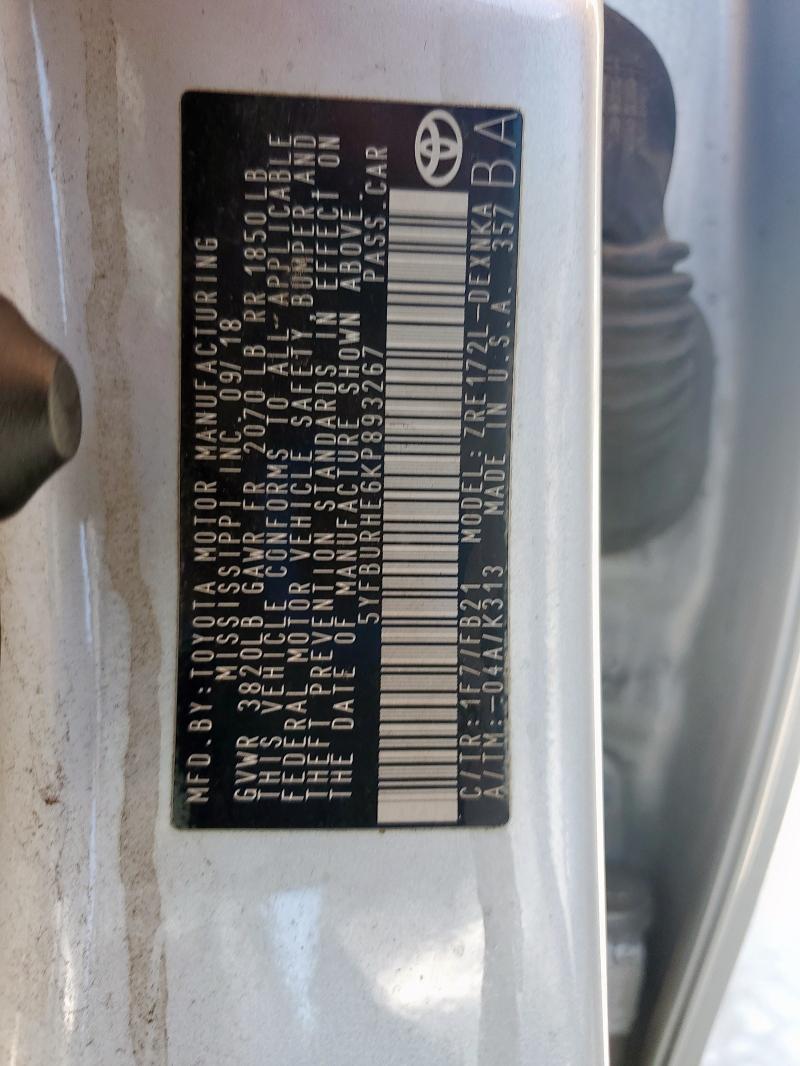 MFD.BY:TOYOTA MOTOR MANUFACTURING
MISSISSIPPI INC. 09/18
GVWR 3820LB GAWR FR 2070 LB RR 1850 LB
THIS VEHICLE CONFORMS TO ALL APPLICABLE
FEDERAL MOTOR VEHICLE SAFETY, BUMPER AND
THEFT PREVENTION STANDARDS IN EFFECT ON
THE DATE OF MANUFACTURE SHOWN ABOVE.
5YFBURHE6KP893267 PASS.CAR
C/TR:1F7/FB21 MODEL:ZRE172L-DEXNKA
A/TM:-04A/K313 MADE IN U.S.A. 357 BA